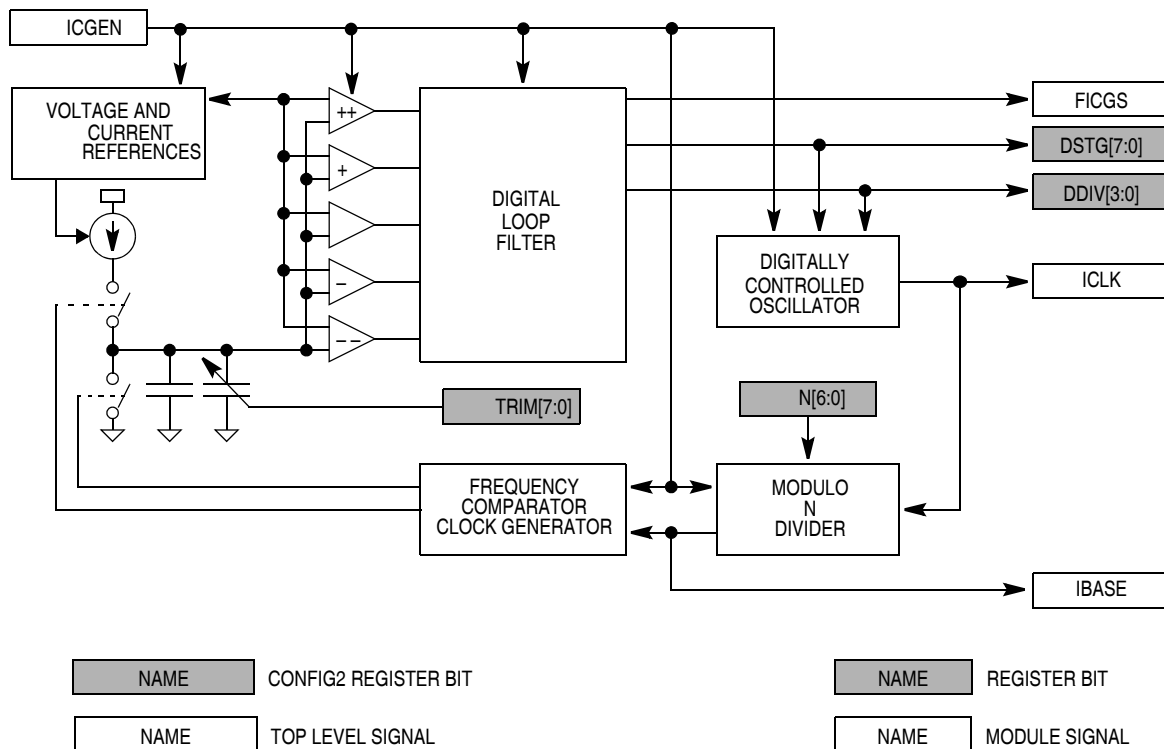 ICGEN
VOLTAGE AND
CURRENT
REFERENCES
++
+
-
--
DIGITAL
LOOP
FILTER
FICGS
DSTG[7:0]
DDIV[3:0]
DIGITALLY
CONTROLLED
OSCILLATOR
ICLK
TRIM[7:0]
N[6:0]
FREQUENCY
COMPARATOR
CLOCK GENERATOR
MODULO
N
DIVIDER
IBASE
NAME CONFIG2 REGISTER BIT
NAME REGISTER BIT
NAME TOP LEVEL SIGNAL
NAME MODULE SIGNAL